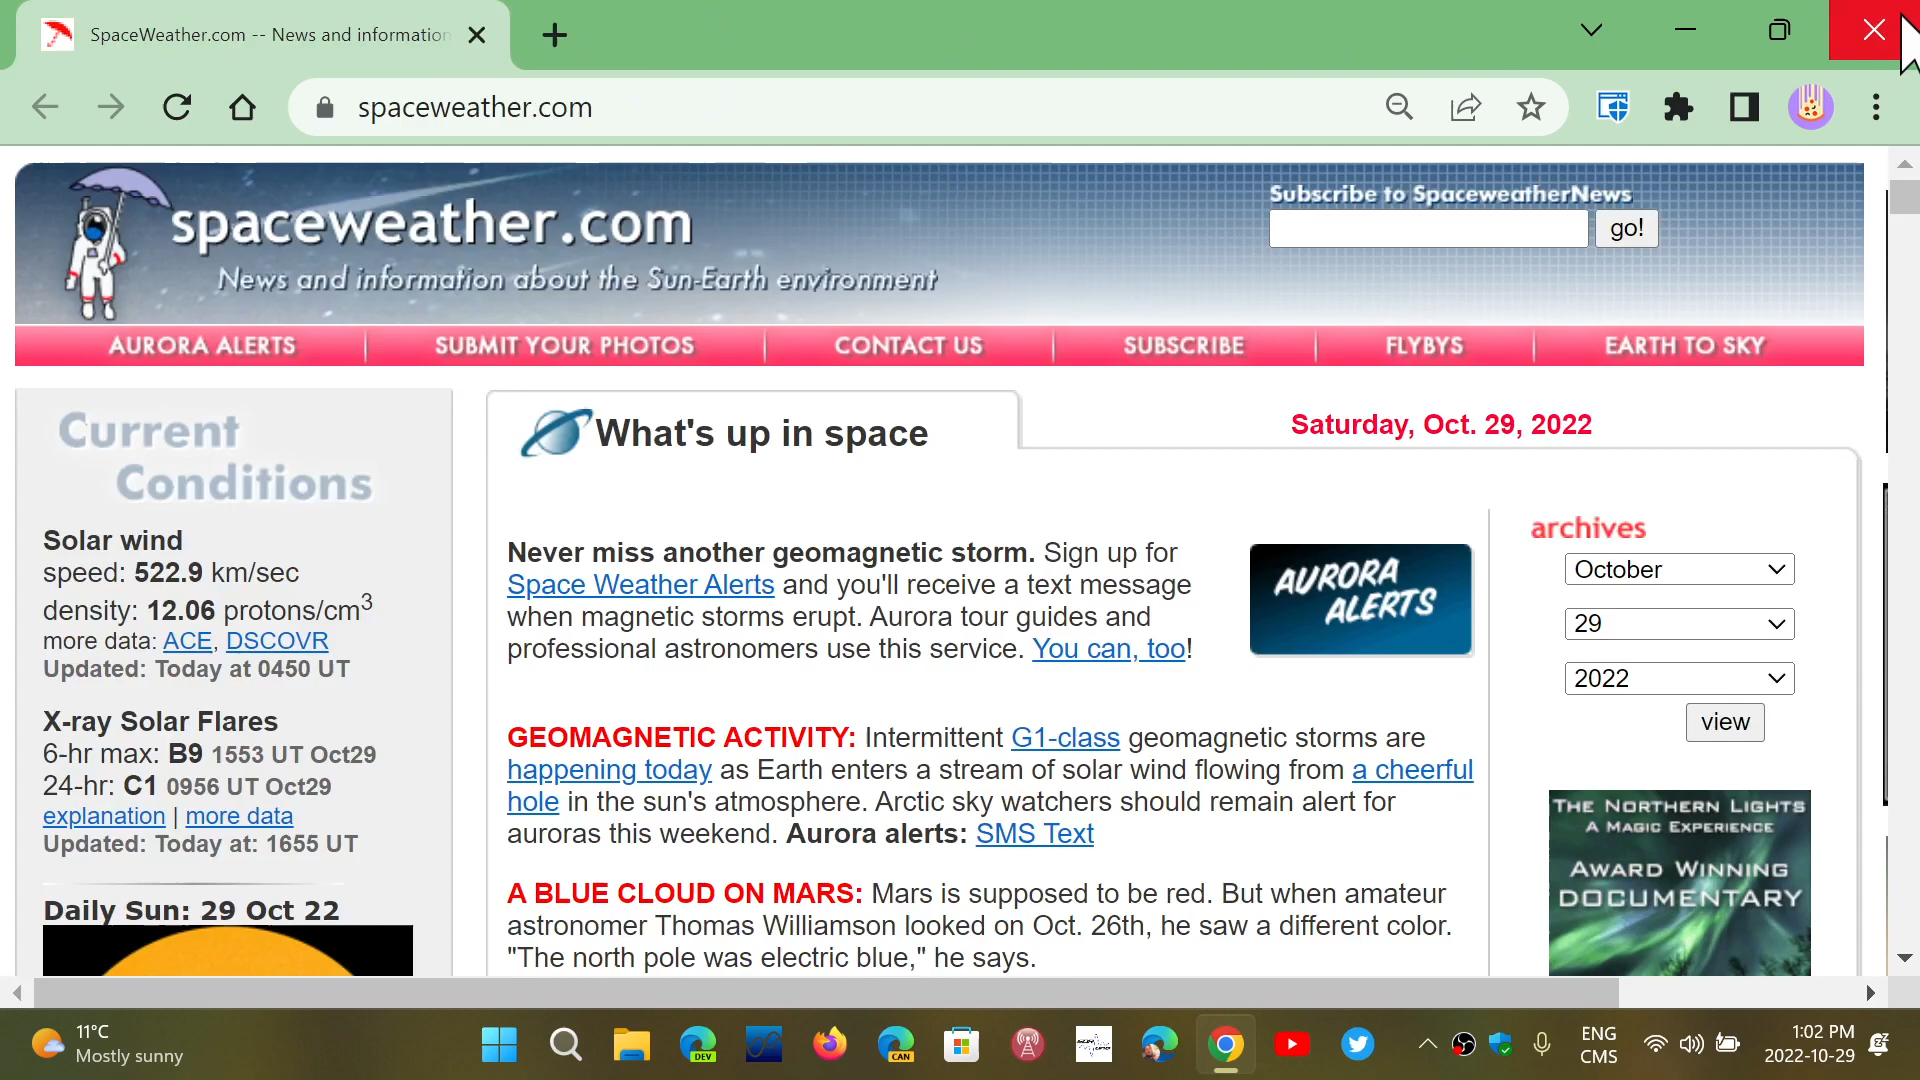 SpaceWeather.com -- News and information
spaceweather.com
spaceweather.com
News and information about the Sun-Earth environment
Subscribe to SpaceweatherNews
go!
AURORA ALERTS
SUBMIT YOUR PHOTOS
CONTACT US
SUBSCRIBE
FLYBYS
EARTH TO SKY
Current
Conditions
Solar wind
speed: 522.9 km/sec
density: 12.06 protons/cm3
more data: ACE, DSCOVR
Updated: Today at 0450 UT
X-ray Solar Flares
6-hr max: B9 1553 UT Oct29
24-hr: C1 0956 UT Oct29
explanation | more data
Updated: Today at: 1655 UT
Daily Sun: 29 Oct 22
What's up in space
Saturday, Oct. 29, 2022
Never miss another geomagnetic storm. Sign up for
Space Weather Alerts and you'll receive a text message
when magnetic storms erupt. Aurora tour guides and
professional astronomers use this service. You can, too!
AURORA
ALERTS
GEOMAGNETIC ACTIVITY: Intermittent G1-class geomagnetic storms are
happening today as Earth enters a stream of solar wind flowing from a cheerful
hole in the sun's atmosphere. Arctic sky watchers should remain alert for
auroras this weekend. Aurora alerts: SMS Text
A BLUE CLOUD ON MARS: Mars is supposed to be red. But when amateur
astronomer Thomas Williamson looked on Oct. 26th, he saw a different color.
"The north pole was electric blue," he says.
archives
October
29
2022
view
THE NORTHERN LIGHTS
A MAGIC EXPERIENCE
AWARD WINNING
DOCUMENTARY
11°C
Mostly sunny
DEV
CAN
ENG
CMS
1:02 PM
2022-10-29